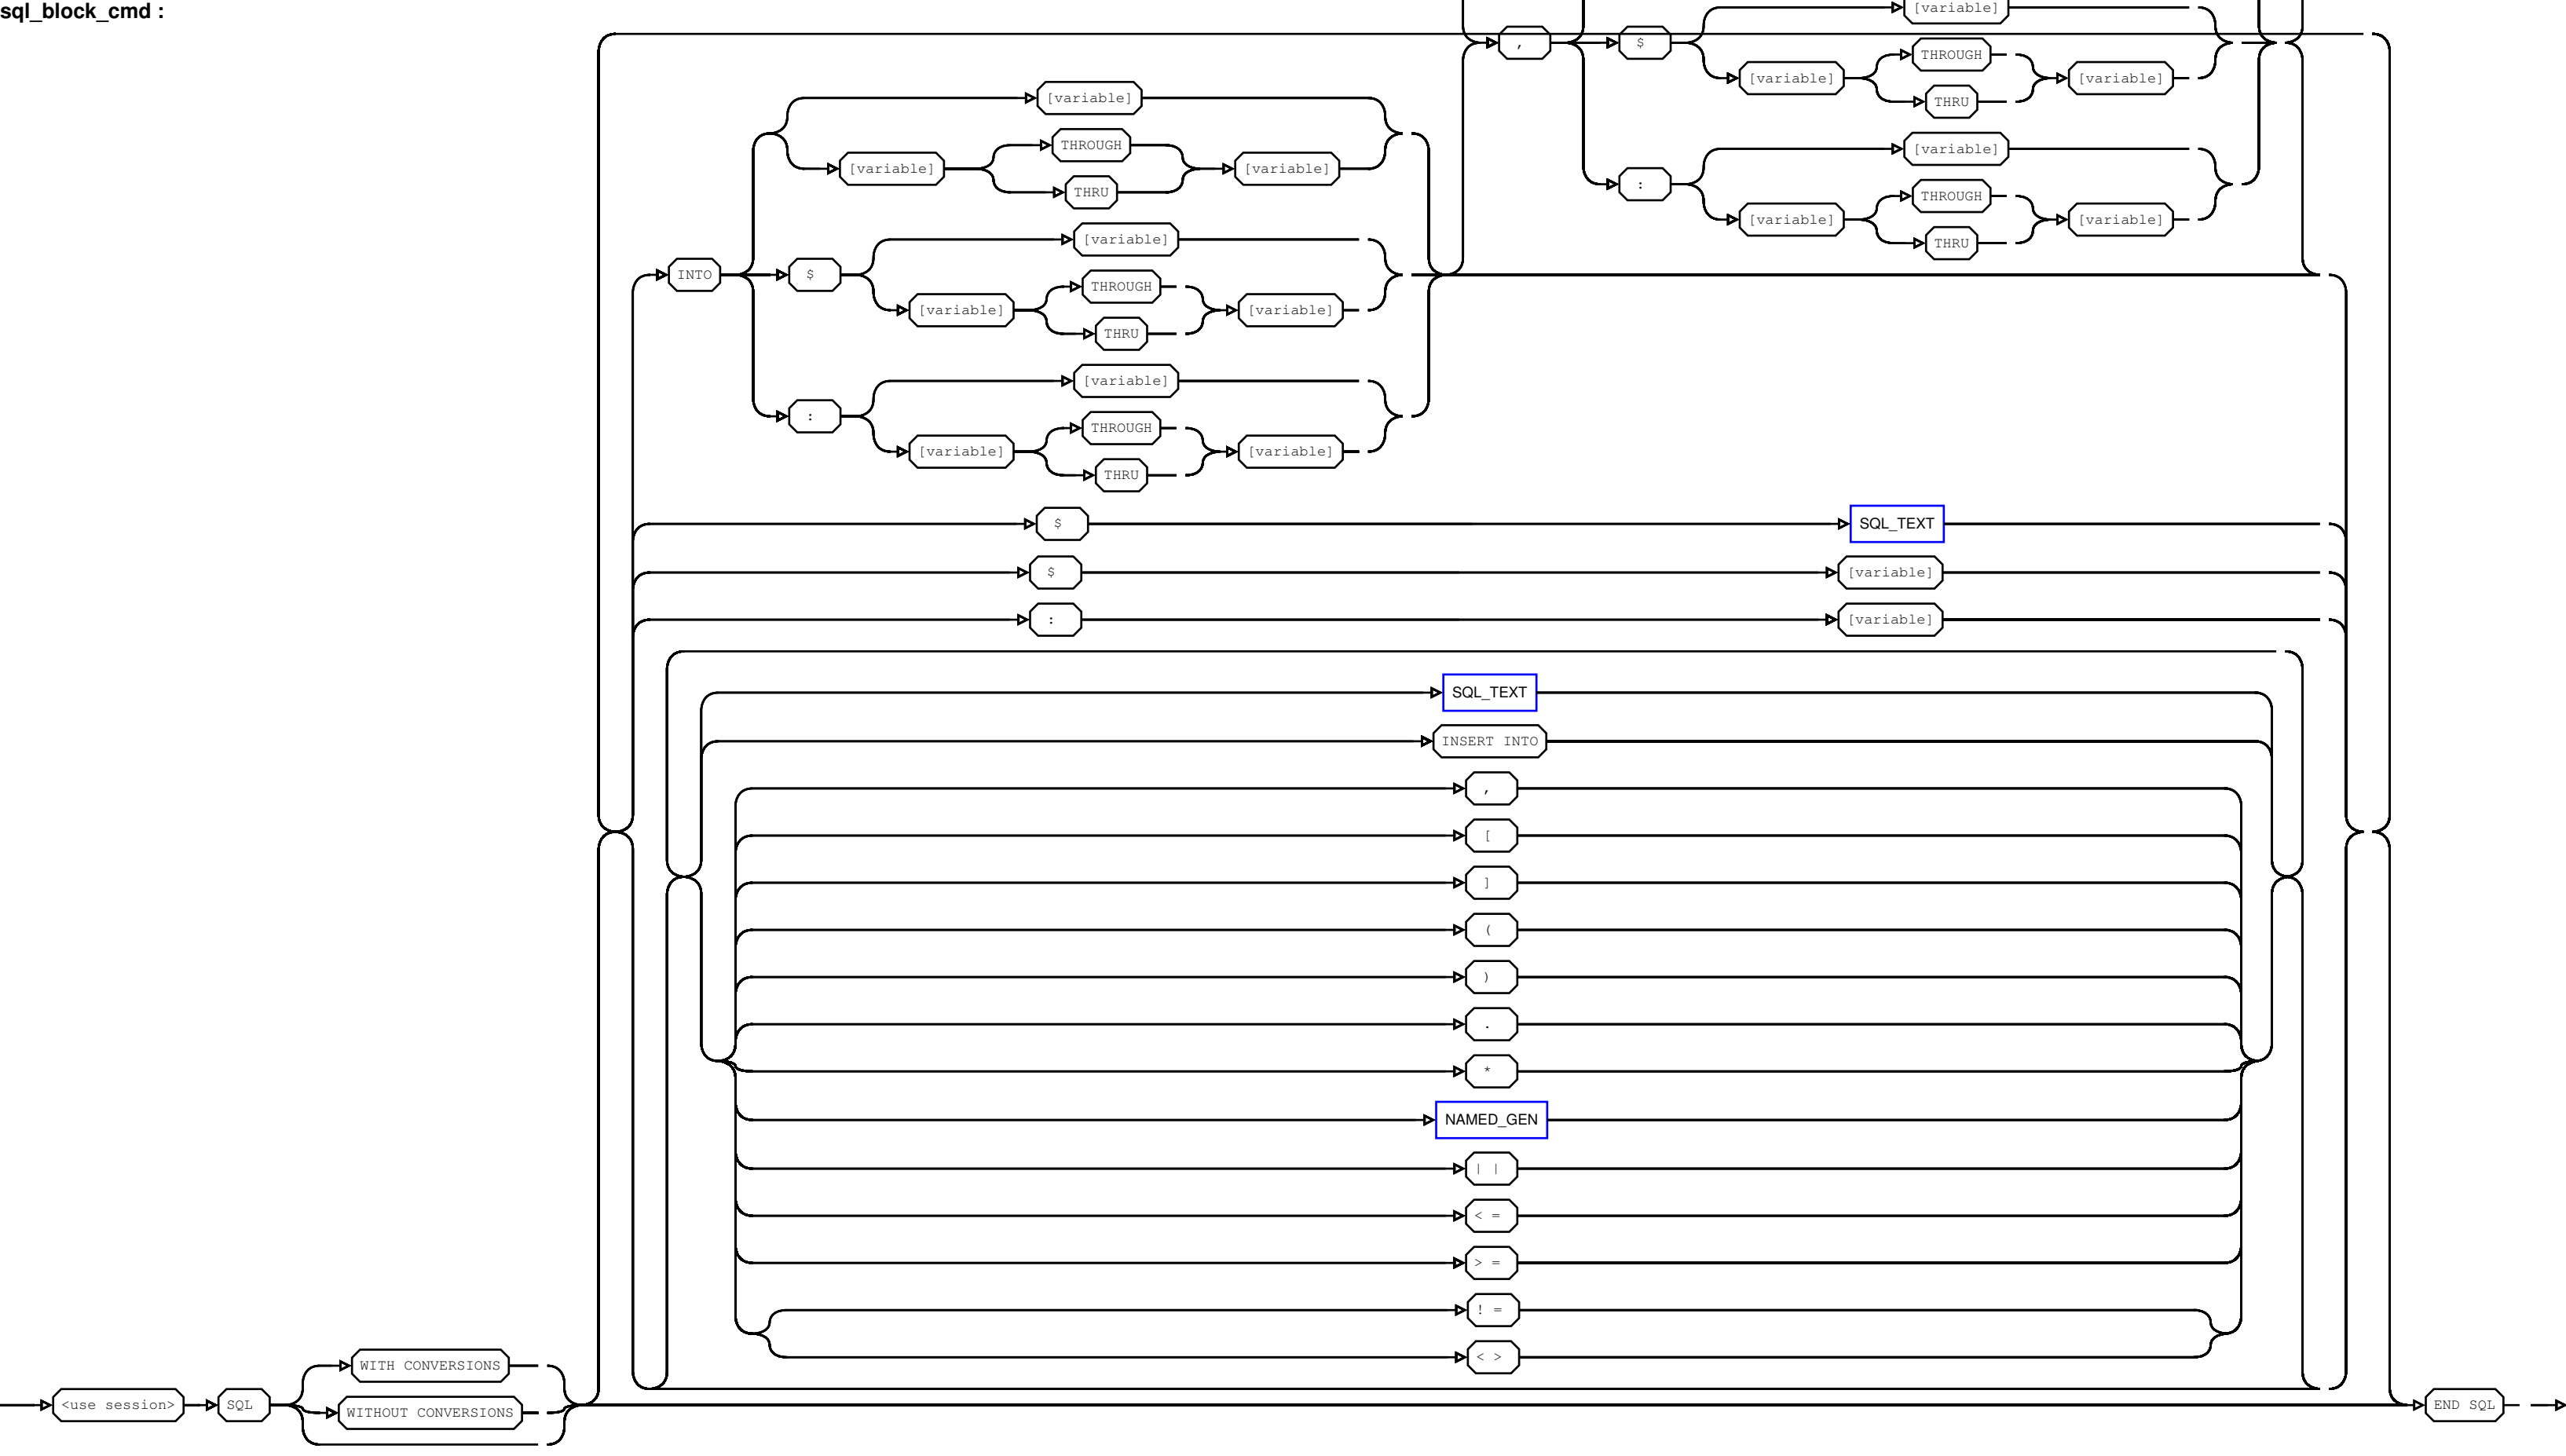 sql_block_cmd :
[variable]
, $
THROUGH
[variable] [variable]
THRU
[variable]
THROUGH
[variable] [variable]
THRU
[variable]
: THROUGH
[variable] [variable]
THRU
[variable]
INTO $
THROUGH
[variable] [variable]
THRU
[variable]
:
THROUGH
[variable] [variable]
THRU
$ SQL_TEXT
$ [variable]
: [variable]
SQL_TEXT
INSERT INTO
,
[
]
(
)
.
*
NAMED_GEN
| |
< =
> =
! =
< >
WITH CONVERSIONS
<use session> SQL END SQL
WITHOUT CONVERSIONS